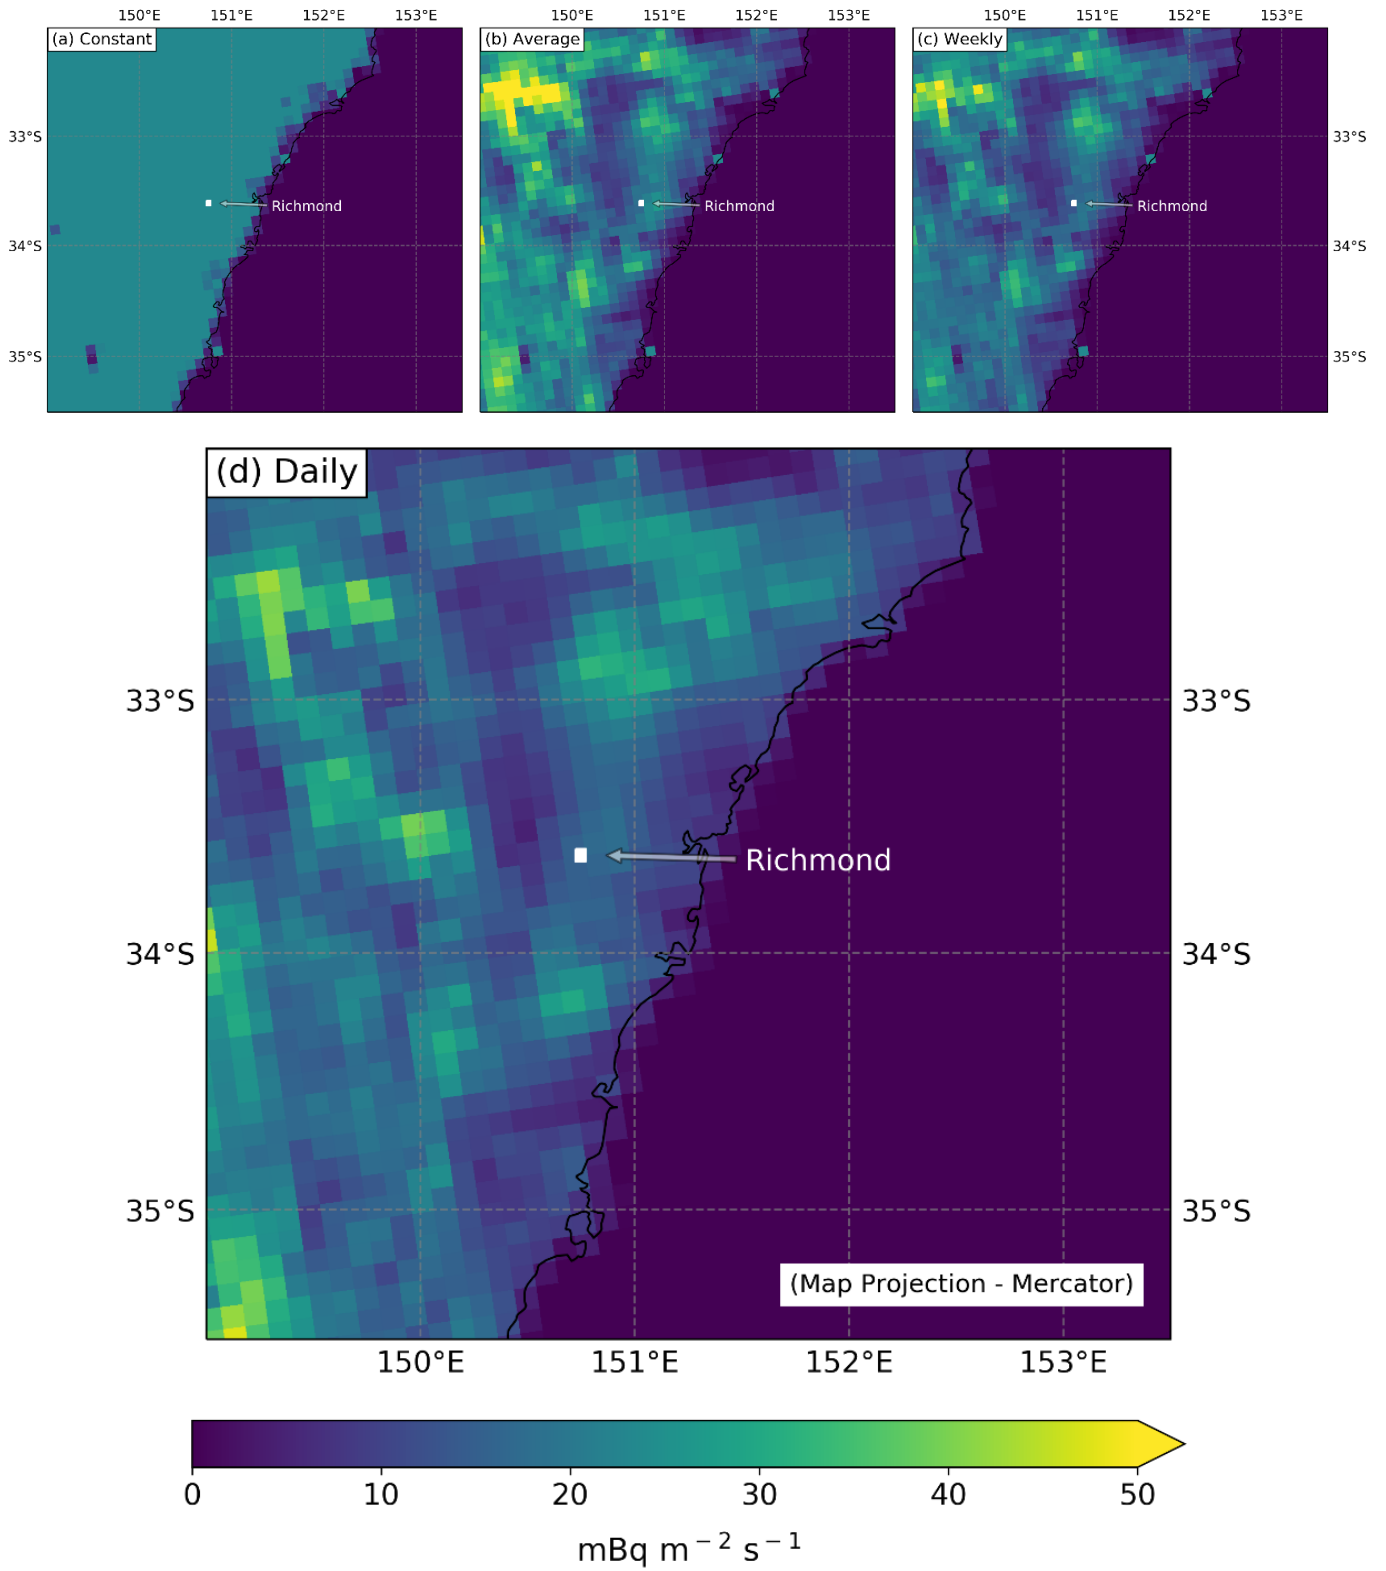 150°E 151°E 152°E 153°E 150°E 151°E 152°E 153°E 150°E 151°E 152°E 153°E
(a) Constant (b) Average (c) Weekly
33°S 33°S
Richmond Richmond Richmond
34°S 34°S
35°S 35°S
(d) Daily
33°S 33°S
Richmond
34°S 34°S
35°S 35°S
(Map Projection - Mercator)
150°E 151°E 152°E 153°E
0 10 20 30 40 50
mBq m⁻² s⁻¹